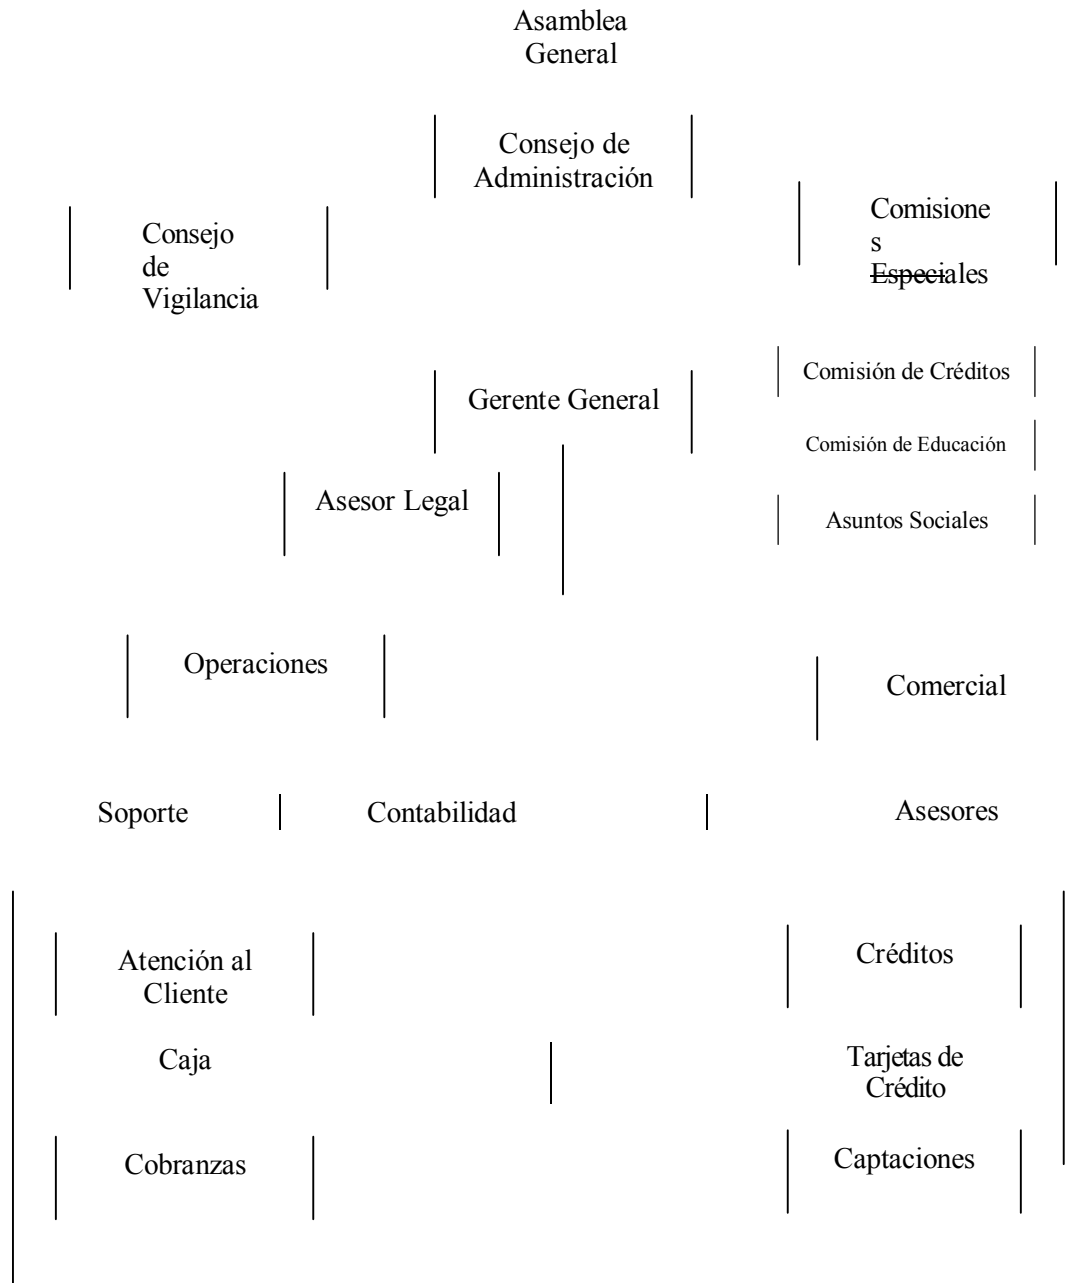 Asamblea
General
Consejo de
Administración
Comisione
s
Especiales
Consejo
de
Vigilancia
Comisión de Créditos
Gerente General
Comisión de Educación
Asesor Legal
Asuntos Sociales
Operaciones
Comercial
Soporte
Contabilidad
Asesores
Atención al
Cliente
Créditos
Caja
Tarjetas de
Crédito
Cobranzas
Captaciones